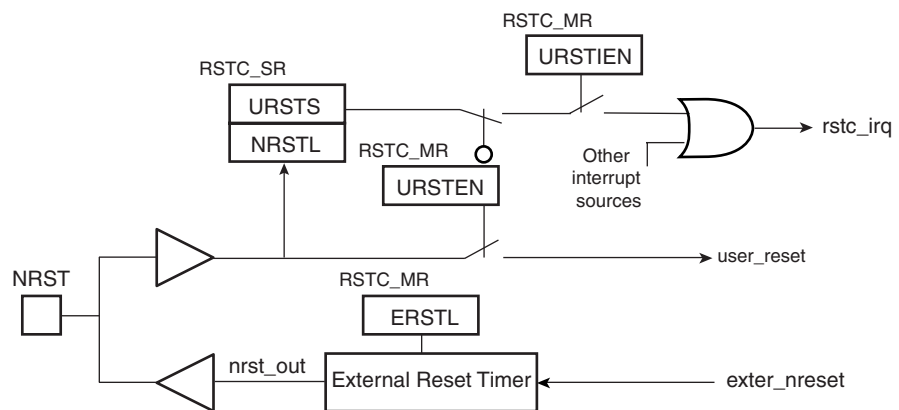 RSTC_MR
URSTIEN
RSTC_SR
URSTS
NRSTL
rstc_irq
RSTC_MR
Other
interrupt
sources
URSTEN
user_reset
NRST
RSTC_MR
ERSTL
nrst_out
External Reset Timer
exter_nreset